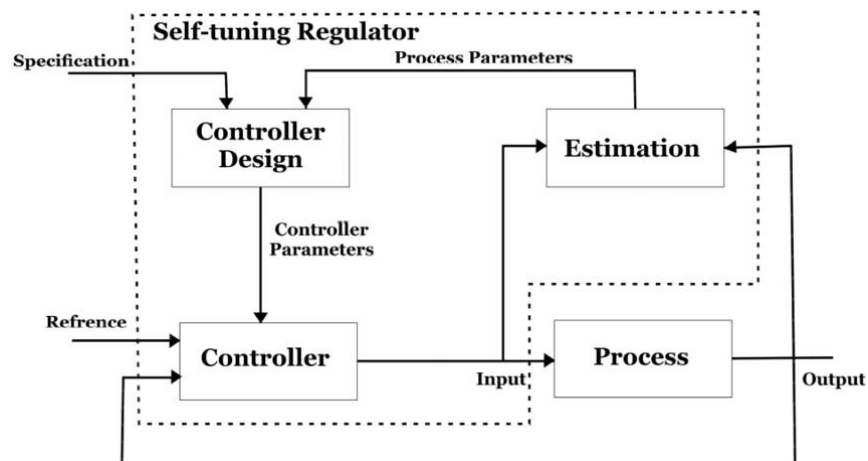 Self-tuning Regulator
Specification
Process Parameters
Controller
Design
Estimation
Controller
Parameters
Refrence
Controller
Process
Input
Output